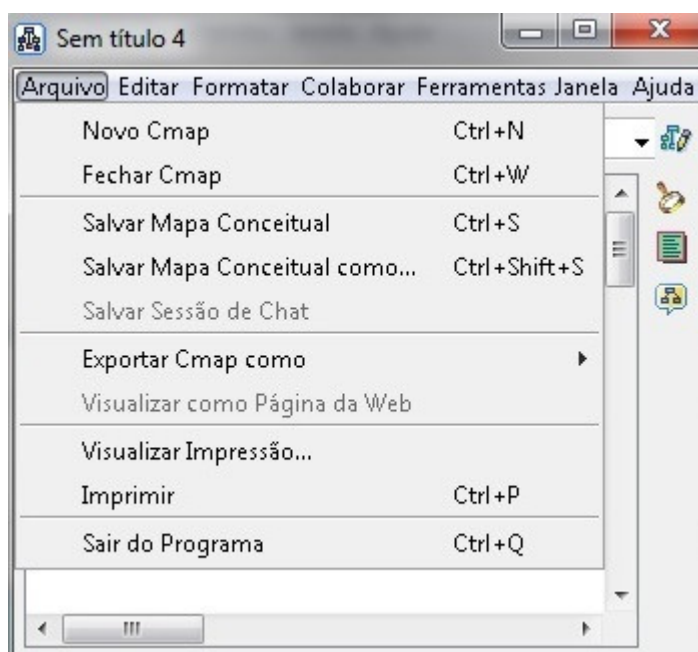 Sem título 4
Arquivo Editar Formatar Colaborar Ferramentas Janela Ajuda
Novo Cmap Ctrl+N
Fechar Cmap Ctrl+W
Salvar Mapa Conceitual Ctrl+S
Salvar Mapa Conceitual como... Ctrl+Shift+S
Salvar Sessão de Chat
Exportar Cmap como
Visualizar como Página da Web
Visualizar Impressão...
Imprimir Ctrl+P
Sair do Programa Ctrl+Q